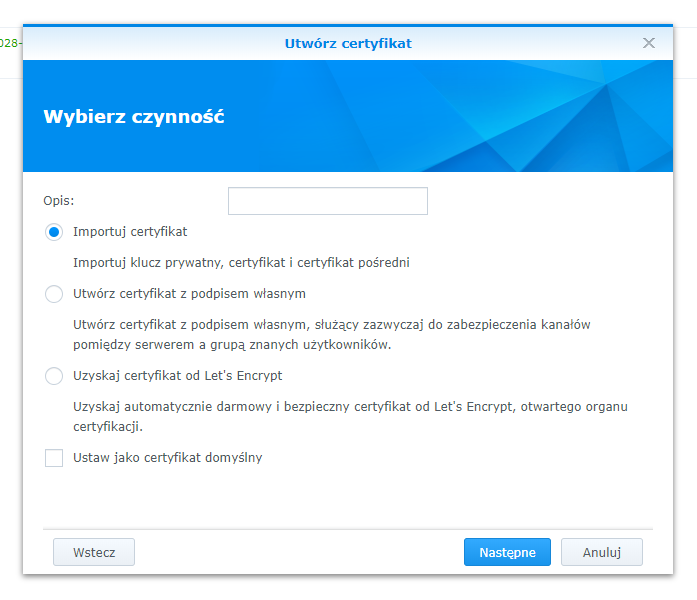 028-
Utwórz certyfikat
Wybierz czynność
Opis:
Importuj certyfikat
Importuj klucz prywatny, certyfikat i certyfikat pośredni
Utwórz certyfikat z podpisem własnym
Utwórz certyfikat z podpisem własnym, służący zazwyczaj do zabezpieczenia kanałów
pomiędzy serwerem a grupą znanych użytkowników.
Uzyskaj certyfikat od Let's Encrypt
Uzyskaj automatycznie darmowy i bezpieczny certyfikat od Let's Encrypt, otwartego organu
certyfikacji.
Ustaw jako certyfikat domyślny
Wstecz Następne Anuluj